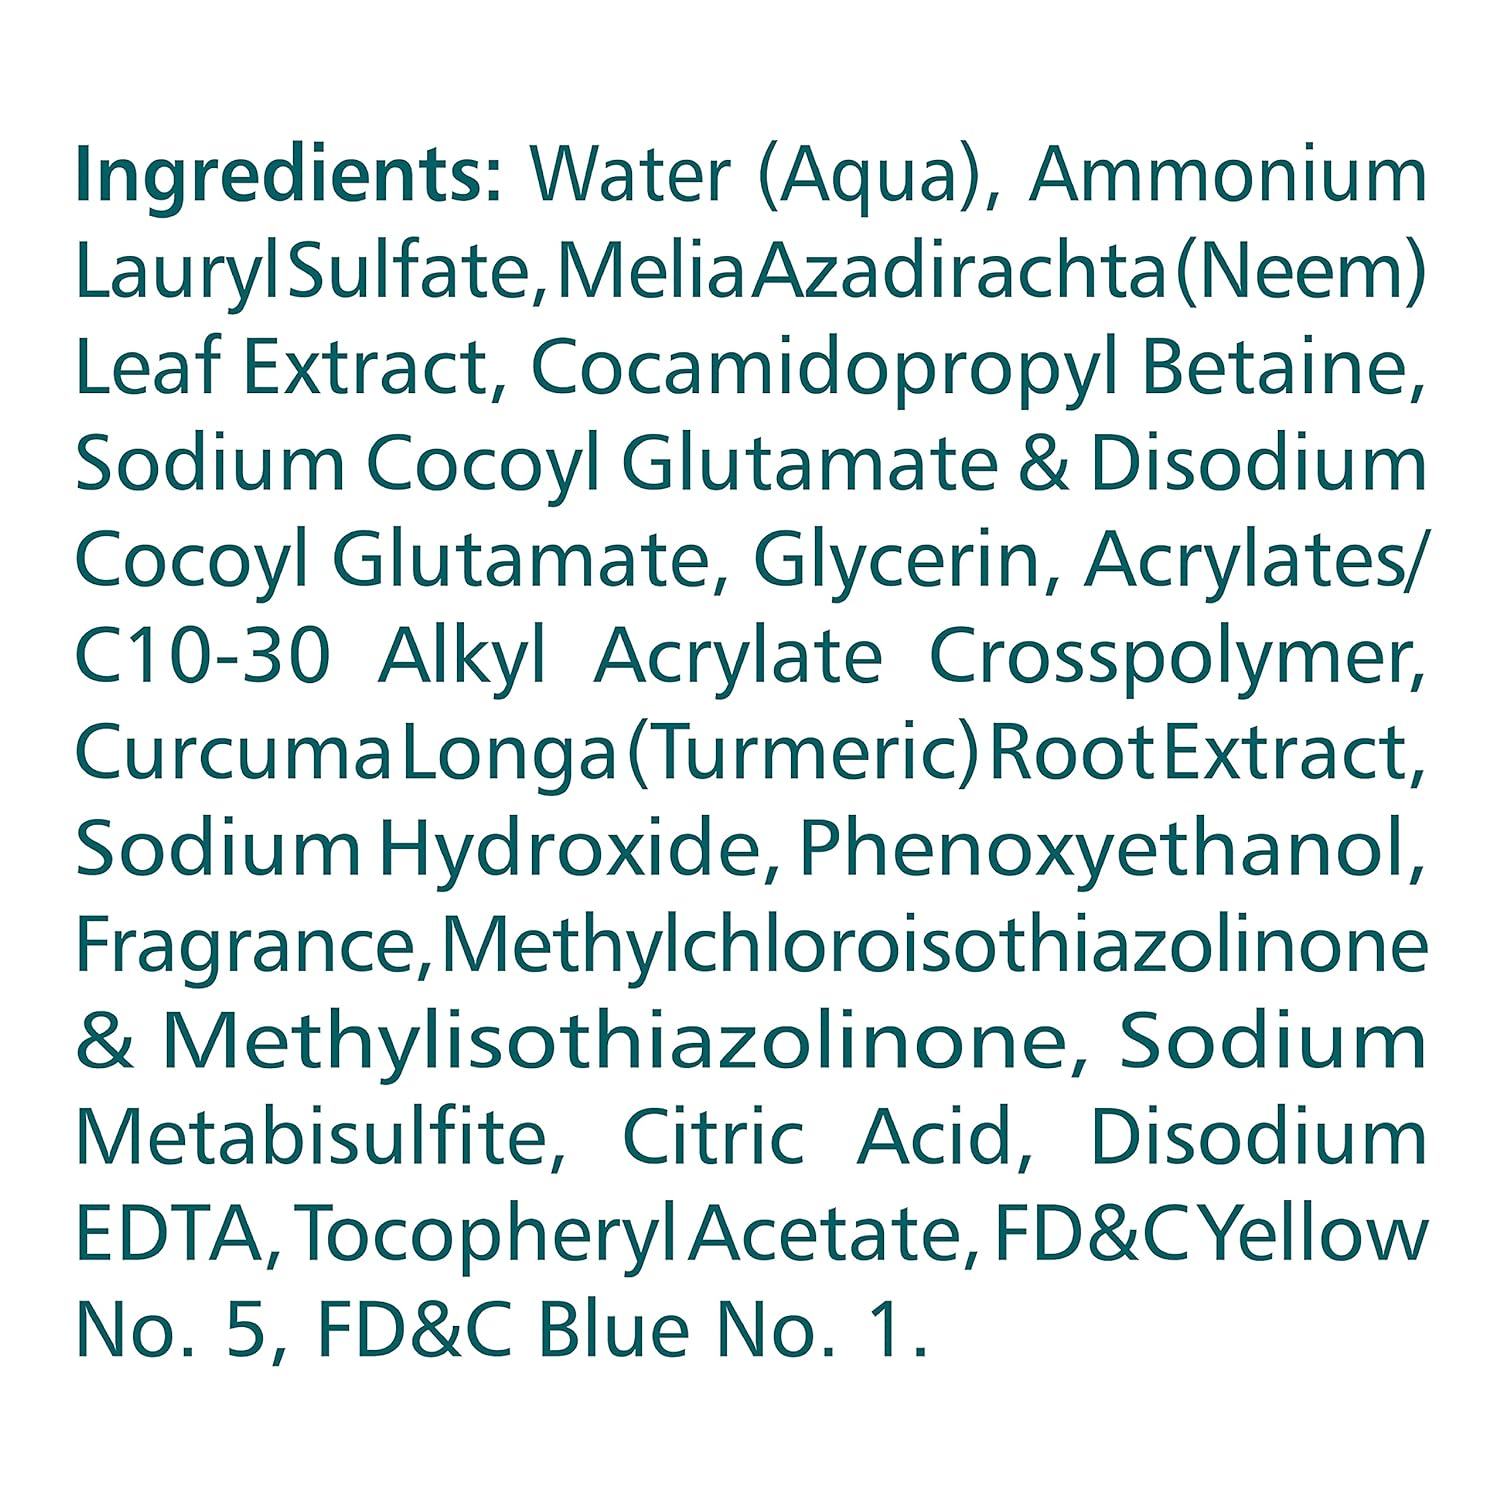 Ingredients: Water (Aqua), Ammonium
Lauryl Sulfate, Melia Azadirachta (Neem)
Leaf Extract, Cocamidopropyl Betaine,
Sodium Cocoyl Glutamate & Disodium
Cocoyl Glutamate, Glycerin, Acrylates/
C10-30 Alkyl Acrylate Crosspolymer,
Curcuma Longa (Turmeric) Root Extract,
Sodium Hydroxide, Phenoxyethanol,
Fragrance, Methylchloroisothiazolinone
& Methylisothiazolinone, Sodium
Metabisulfite, Citric Acid, Disodium
EDTA, Tocopheryl Acetate, FD&C Yellow
No. 5, FD&C Blue No. 1.